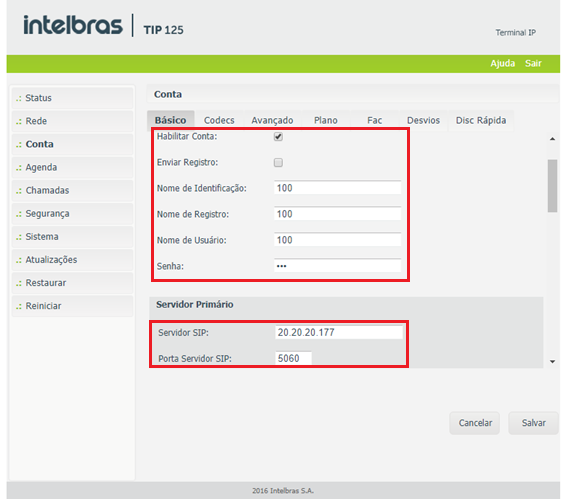 intelbras TIP 125
Terminal IP
Ajuda Sair
.: Status
.: Rede
.: Conta
.: Agenda
.: Chamadas
.: Segurança
.: Sistema
.: Atualizações
.: Restaurar
.: Reiniciar
Conta
Básico Codecs Avançado Plano Fac Desvios Disc Rápida
Habilitar Conta:
Enviar Registro:
Nome de Identificação: 100
Nome de Registro: 100
Nome de Usuário: 100
Senha: •••
Servidor Primário
Servidor SIP: 20.20.20.177
Porta Servidor SIP: 5060
Cancelar Salvar
2016 Intelbras S.A.